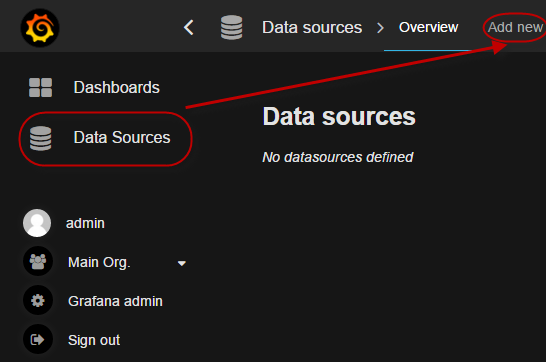 Data sources
Overview
Add new
Dashboards
Data Sources
Data sources
No datasources defined
admin
Main Org.
Grafana admin
Sign out